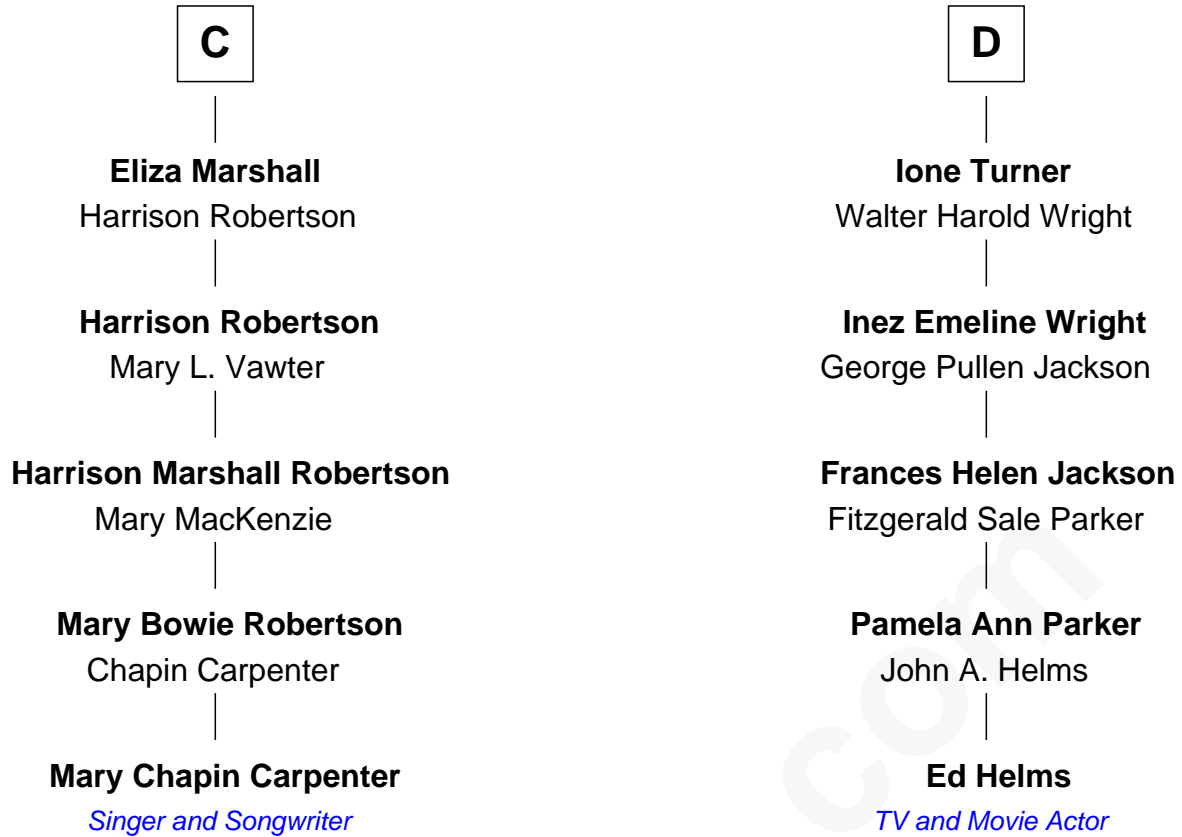 C
Eliza Marshall
Harrison Robertson
Harrison Robertson
Mary L. Vawter
Harrison Marshall Robertson
Mary MacKenzie
Mary Bowie Robertson
Chapin Carpenter
Mary Chapin Carpenter
Singer and Songwriter
D
Ione Turner
Walter Harold Wright
Inez Emeline Wright
George Pullen Jackson
Frances Helen Jackson
Fitzgerald Sale Parker
Pamela Ann Parker
John A. Helms
Ed Helms
TV and Movie Actor
com